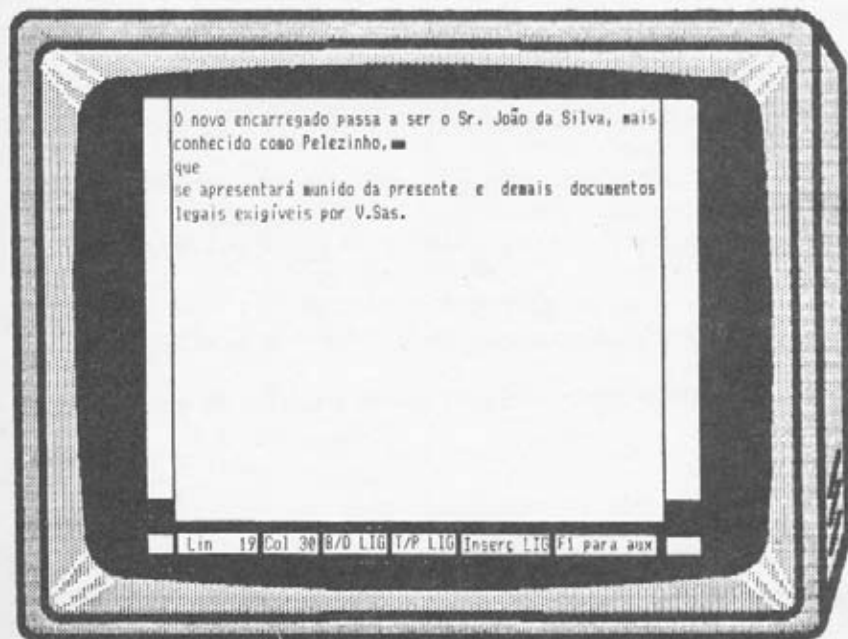 O novo encarregado passa a ser o Sr. João da Silva, mais
conhecido como Pelezinho,
que
se apresentará munido da presente e demais documentos
legais exigíveis por V.Sas.
Lin 19 Col 30 B/D LIG T/P LIG Inserç LIG F1 para aux